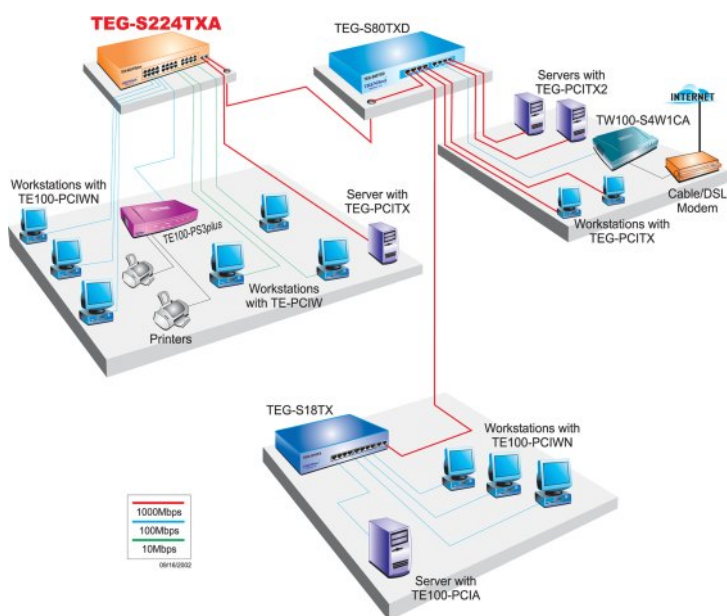 TEG-S224TXA
TEG-S80TXD
Servers with
TEG-PCITX2
INTERNET
TW100-S4W1CA
Cable/DSL
Modem
Workstations with
TEG-PCITX
Workstations with
TE100-PCIWN
TE100-PS3plus
Server with
TEG-PCITX
Workstations
with TE-PCIW
Printers
TEG-S18TX
Workstations with
TE100-PCIWN
Server with
TE100-PCIA
1000Mbps
100Mbps
10Mbps
09/16/2002